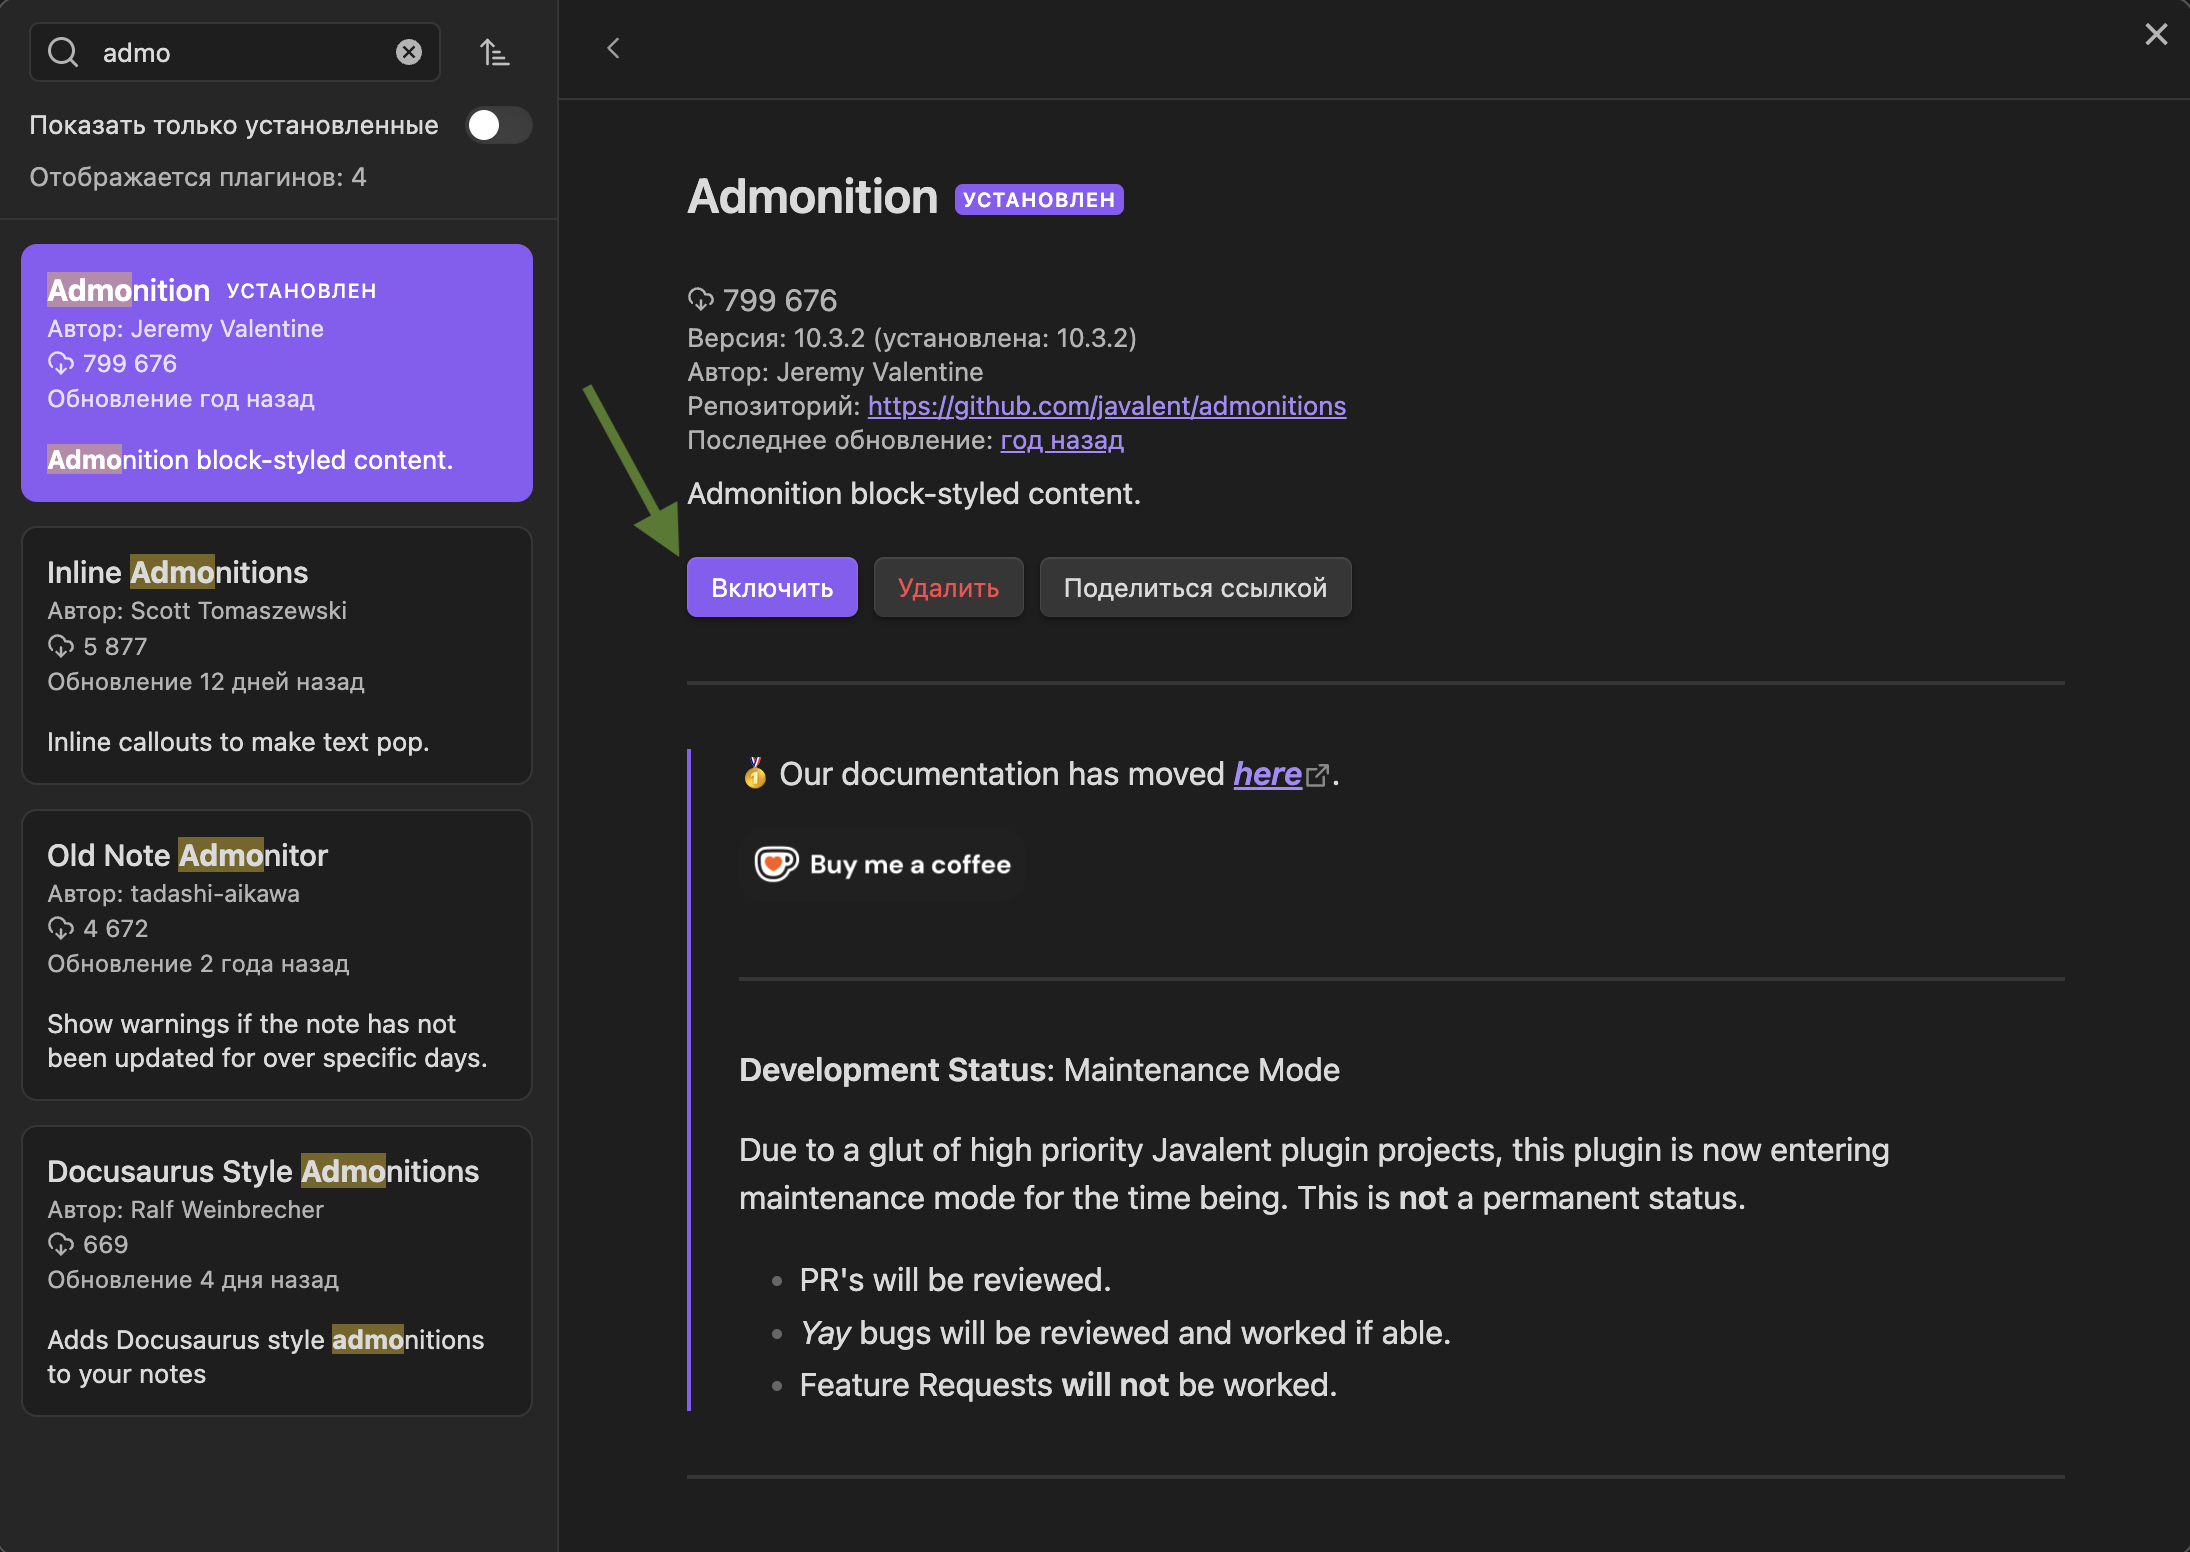 admo
Показать только установленные
Отображается плагинов: 4
Admonition УСТАНОВЛЕН
Автор: Jeremy Valentine
799 676
Обновление год назад
Admonition block-styled content.
Inline Admonitions
Автор: Scott Tomaszewski
5 877
Обновление 12 дней назад
Inline callouts to make text pop.
Old Note Admonitor
Автор: tadashi-aikawa
4 672
Обновление 2 года назад
Show warnings if the note has not
been updated for over specific days.
Docusaurus Style Admonitions
Автор: Ralf Weinbrecher
669
Обновление 4 дня назад
Adds Docusaurus style admonitions
to your notes
Admonition УСТАНОВЛЕН
799 676
Версия: 10.3.2 (установлена: 10.3.2)
Автор: Jeremy Valentine
Репозиторий: https://github.com/javalent/admonitions
Последнее обновление: год назад
Admonition block-styled content.
Включить Удалить Поделиться ссылкой
🥇 Our documentation has moved here.
Buy me a coffee
Development Status: Maintenance Mode
Due to a glut of high priority Javalent plugin projects, this plugin is now entering
maintenance mode for the time being. This is not a permanent status.
PR's will be reviewed.
Yay bugs will be reviewed and worked if able.
Feature Requests will not be worked.